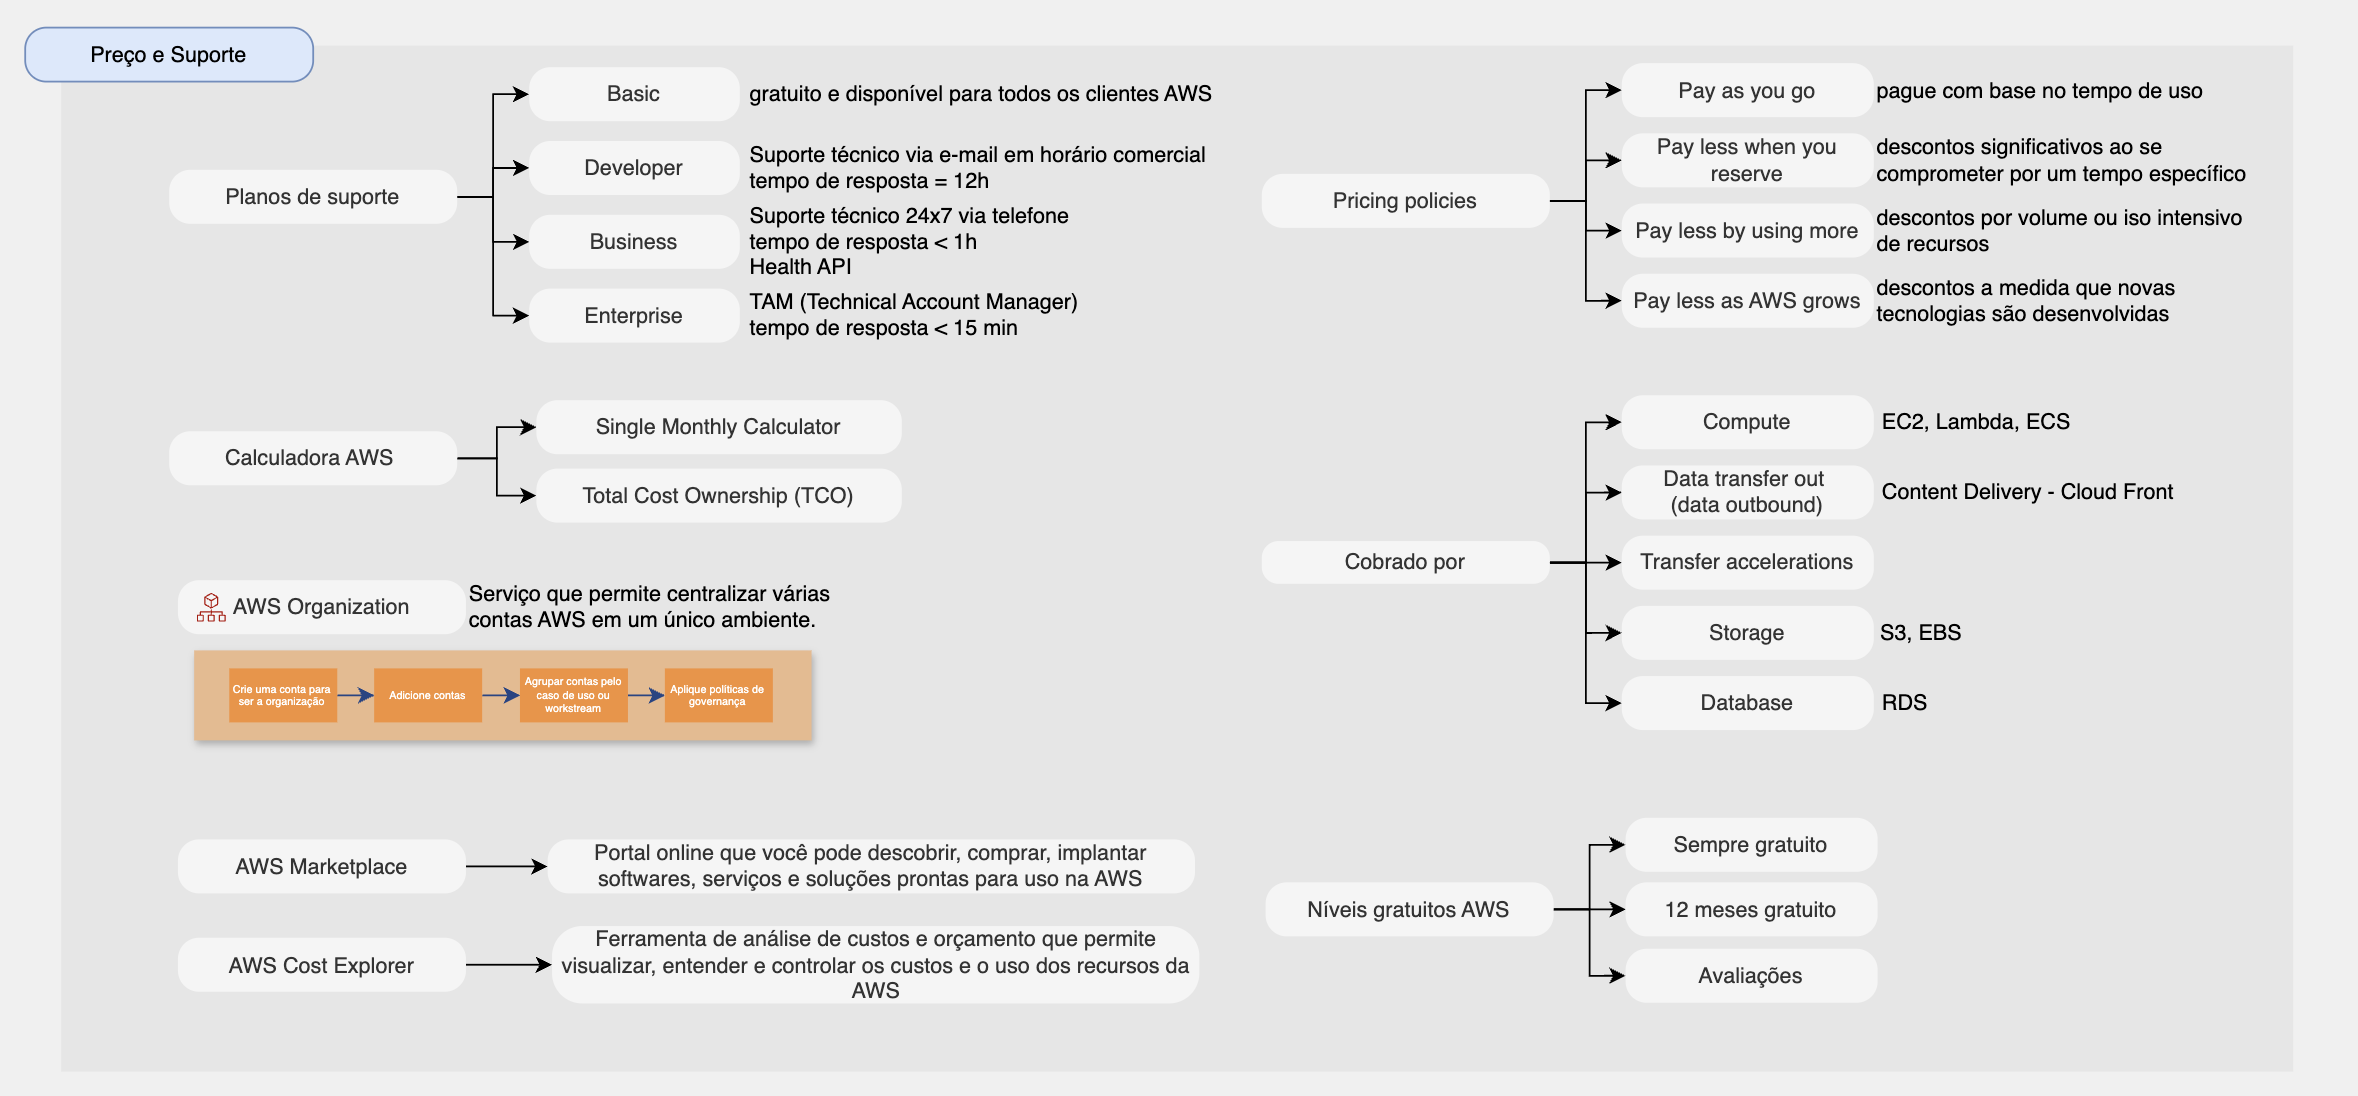 Preço e Suporte
Planos de suporte
Basic
gratuito e disponível para todos os clientes AWS
Developer
Suporte técnico via e-mail em horário comercial
tempo de resposta = 12h
Business
Suporte técnico 24x7 via telefone
tempo de resposta < 1h
Health API
Enterprise
TAM (Technical Account Manager)
tempo de resposta < 15 min
Calculadora AWS
Single Monthly Calculator
Total Cost Ownership (TCO)
AWS Organization
Serviço que permite centralizar várias
contas AWS em um único ambiente.
Crie uma conta para
ser a organização
Adicione contas
Agrupar contas pelo
caso de uso ou
workstream
Aplique políticas de
governança
AWS Marketplace
Portal online que você pode descobrir, comprar, implantar
softwares, serviços e soluções prontas para uso na AWS
AWS Cost Explorer
Ferramenta de análise de custos e orçamento que permite
visualizar, entender e controlar os custos e o uso dos recursos da
AWS
Pricing policies
Pay as you go
pague com base no tempo de uso
Pay less when you
reserve
descontos significativos ao se
comprometer por um tempo específico
Pay less by using more
descontos por volume ou iso intensivo
de recursos
Pay less as AWS grows
descontos a medida que novas
tecnologias são desenvolvidas
Cobrado por
Compute
EC2, Lambda, ECS
Data transfer out
(data outbound)
Content Delivery - Cloud Front
Transfer accelerations
Storage
S3, EBS
Database
RDS
Níveis gratuitos AWS
Sempre gratuito
12 meses gratuito
Avaliações